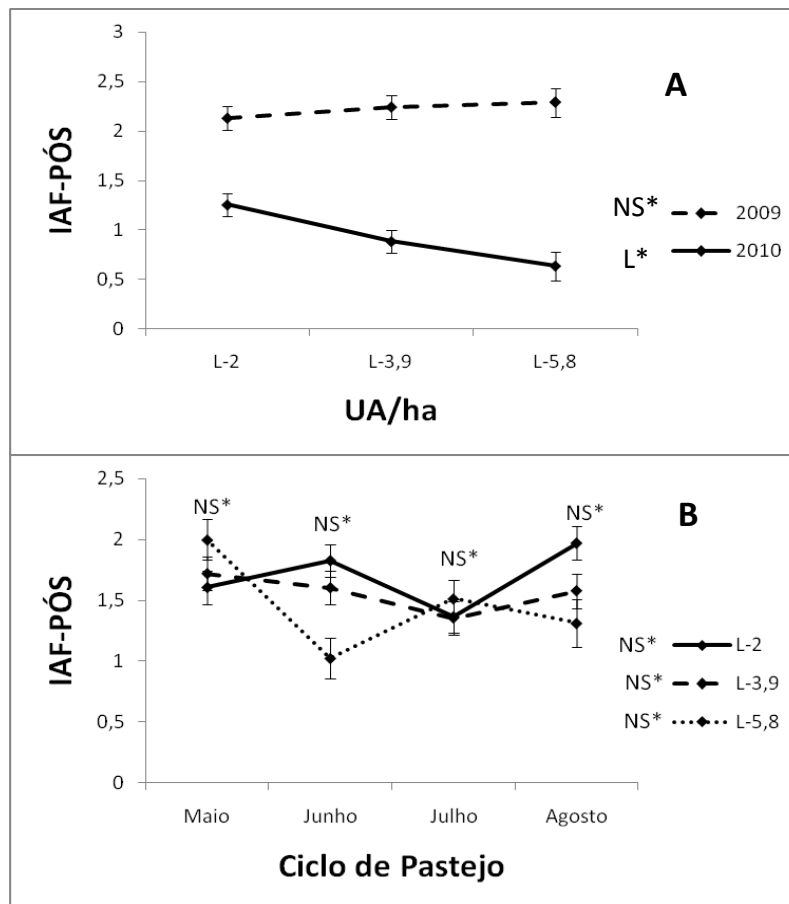 3
2,5
A
2
NS* 2009
1,5
L* 2010
1
0,5
0
IAF-PÓS
L-2 L-3,9 L-5,8
UA/ha
2,5
NS* NS* NS* NS*
B
2
1,5
1
NS* L-2
NS* L-3,9
NS* L-5,8
0,5
0
IAF-PÓS
Maio Junho Julho Agosto
Ciclo de Pastejo